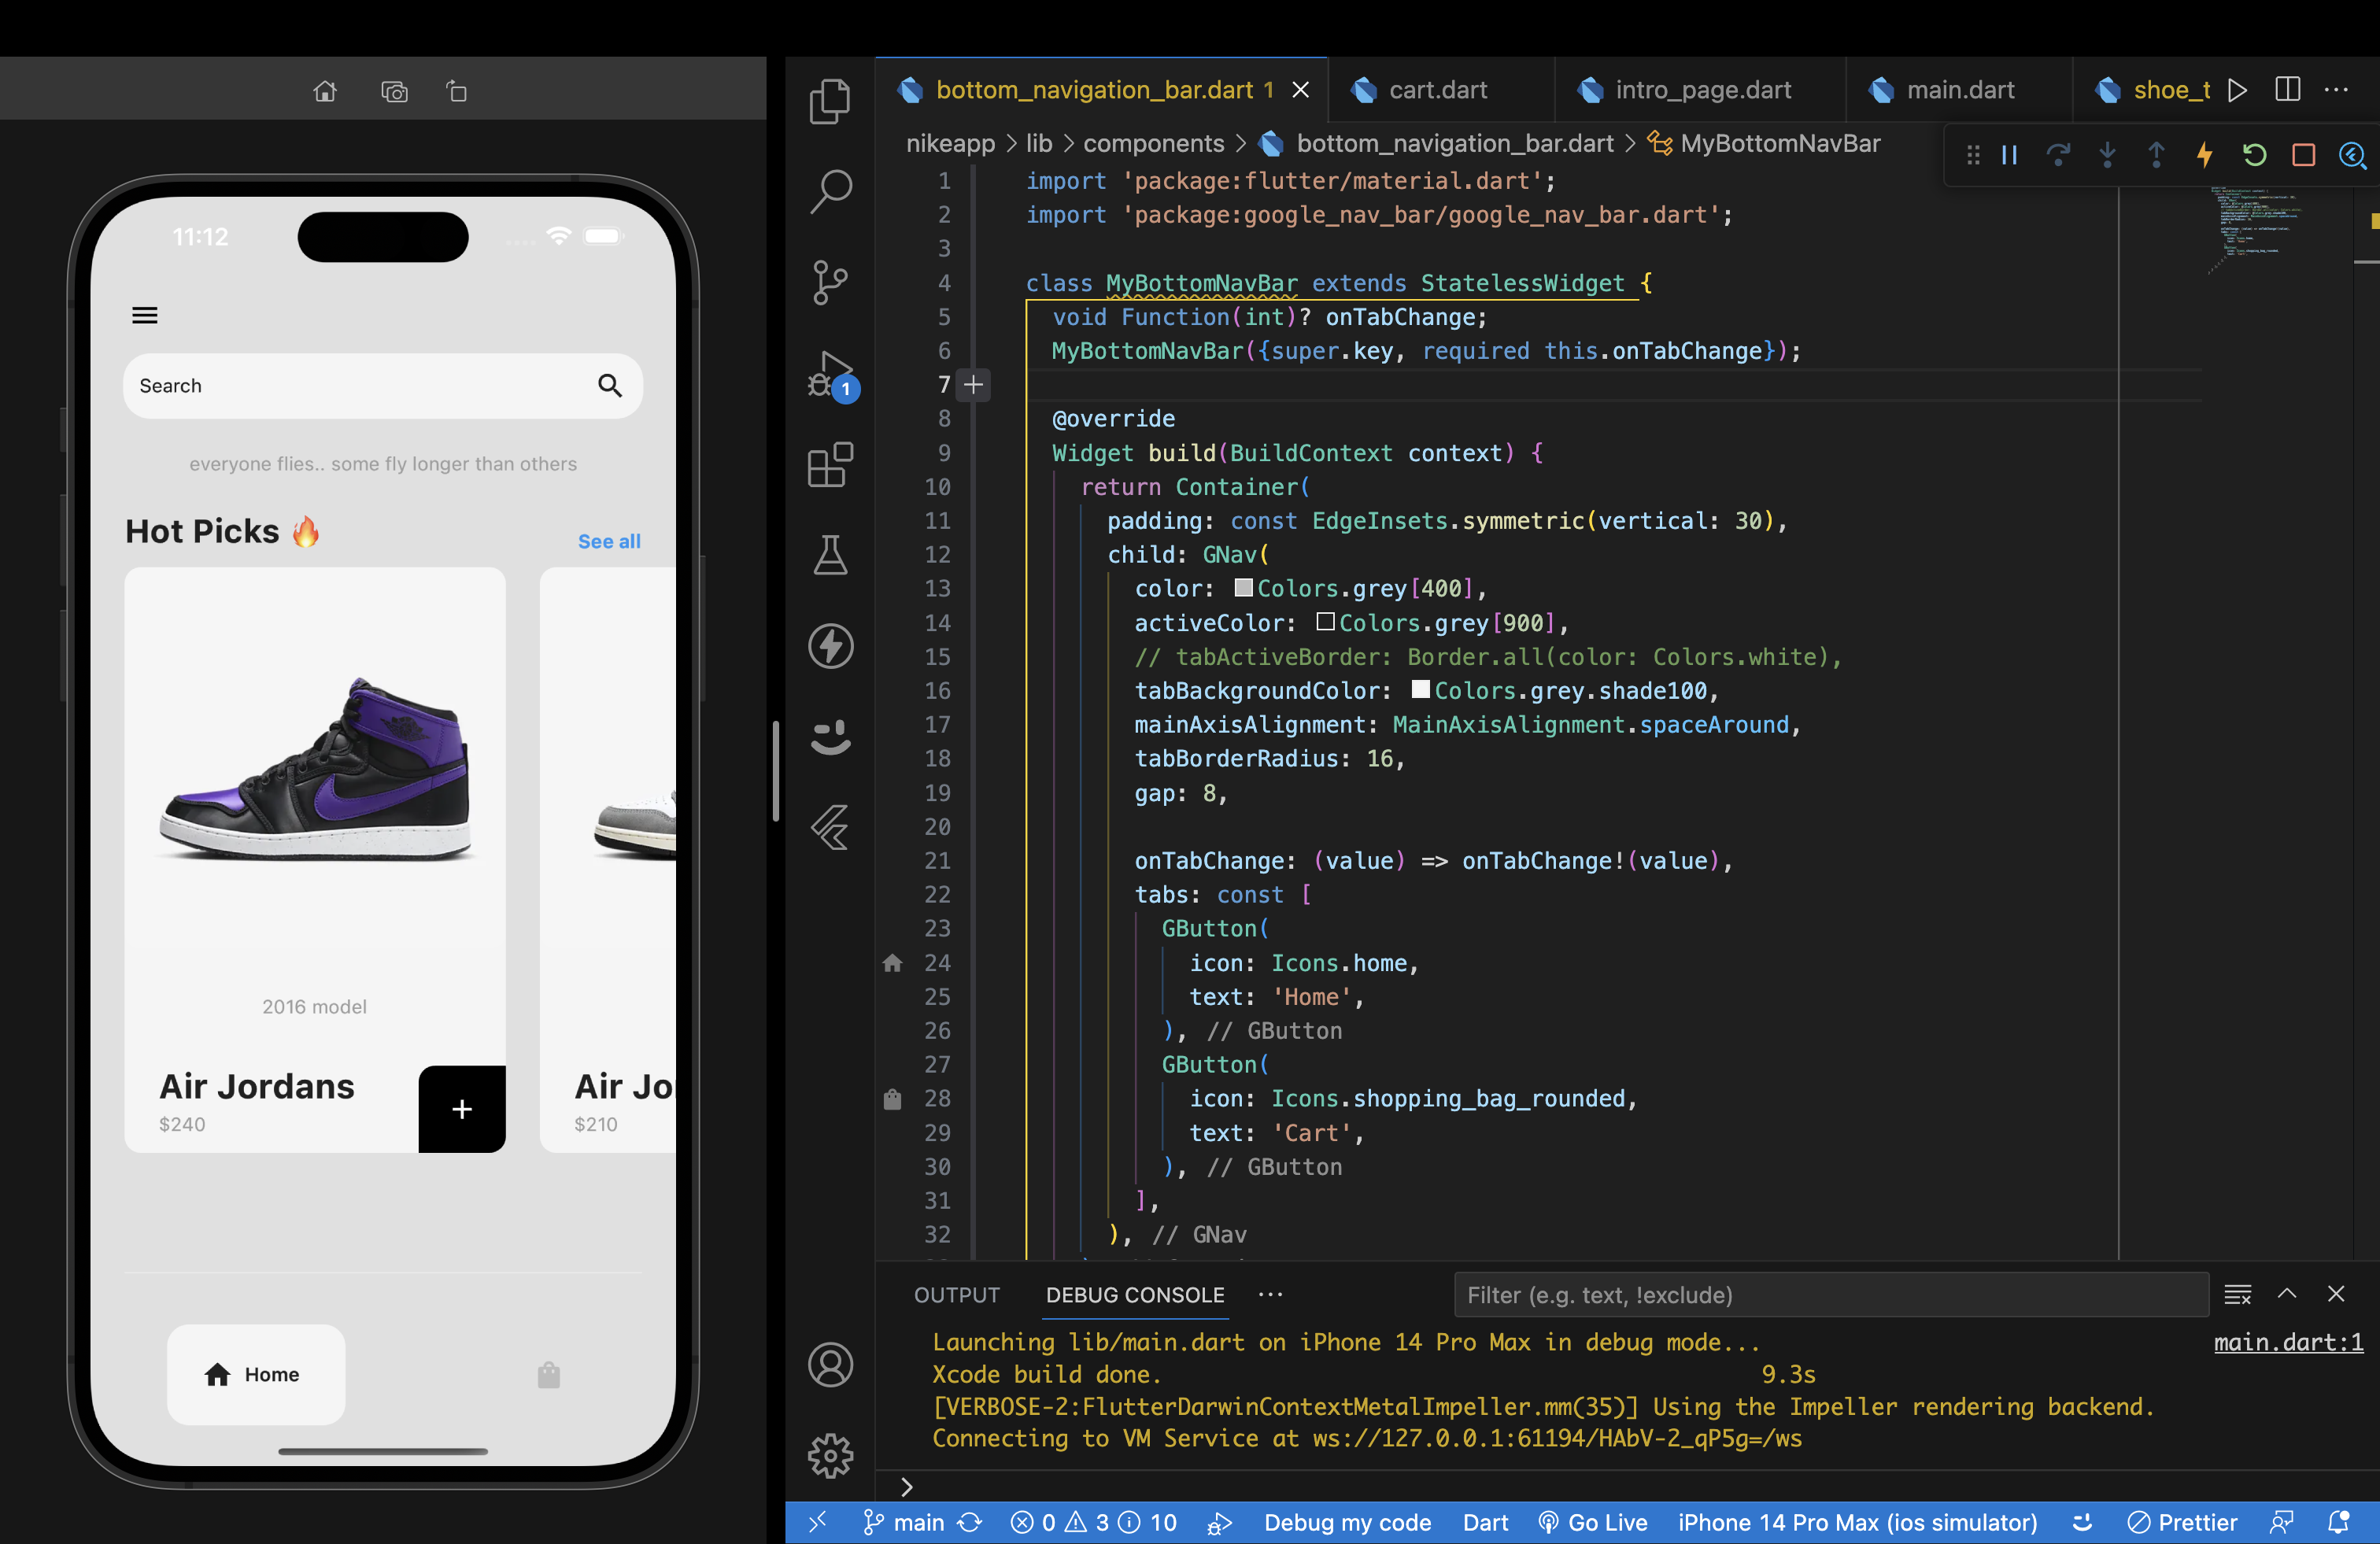 11:12
Search
everyone flies.. some fly longer than others
Hot Picks 🔥
See all
2016 model
Air Jordans
$240
+
Air Jo
$210
Home
bottom_navigation_bar.dart 1
cart.dart
intro_page.dart
main.dart
shoe_t
nikeapp > lib > components > bottom_navigation_bar.dart > MyBottomNavBar
1 import 'package:flutter/material.dart';
2 import 'package:google_nav_bar/google_nav_bar.dart';
3
4 class MyBottomNavBar extends StatelessWidget {
5 void Function(int)? onTabChange;
6 MyBottomNavBar({super.key, required this.onTabChange});
7
8 @override
9 Widget build(BuildContext context) {
10 return Container(
11 padding: const EdgeInsets.symmetric(vertical: 30),
12 child: GNav(
13 color: Colors.grey[400],
14 activeColor: Colors.grey[900],
15 // tabActiveBorder: Border.all(color: Colors.white),
16 tabBackgroundColor: Colors.grey.shade100,
17 mainAxisAlignment: MainAxisAlignment.spaceAround,
18 tabBorderRadius: 16,
19 gap: 8,
20
21 onTabChange: (value) => onTabChange!(value),
22 tabs: const [
23 GButton(
24 icon: Icons.home,
25 text: 'Home',
26 ), // GButton
27 GButton(
28 icon: Icons.shopping_bag_rounded,
29 text: 'Cart',
30 ), // GButton
31 ],
32 ), // GNav
1
OUTPUT
DEBUG CONSOLE
Filter (e.g. text, !exclude)
Launching lib/main.dart on iPhone 14 Pro Max in debug mode...
main.dart:1
Xcode build done. 9.3s
[VERBOSE-2:FlutterDarwinContextMetalImpeller.mm(35)] Using the Impeller rendering backend.
Connecting to VM Service at ws://127.0.0.1:61194/HAbV-2_qP5g=/ws
>
main 0 3 10 Debug my code Dart Go Live iPhone 14 Pro Max (ios simulator) Prettier